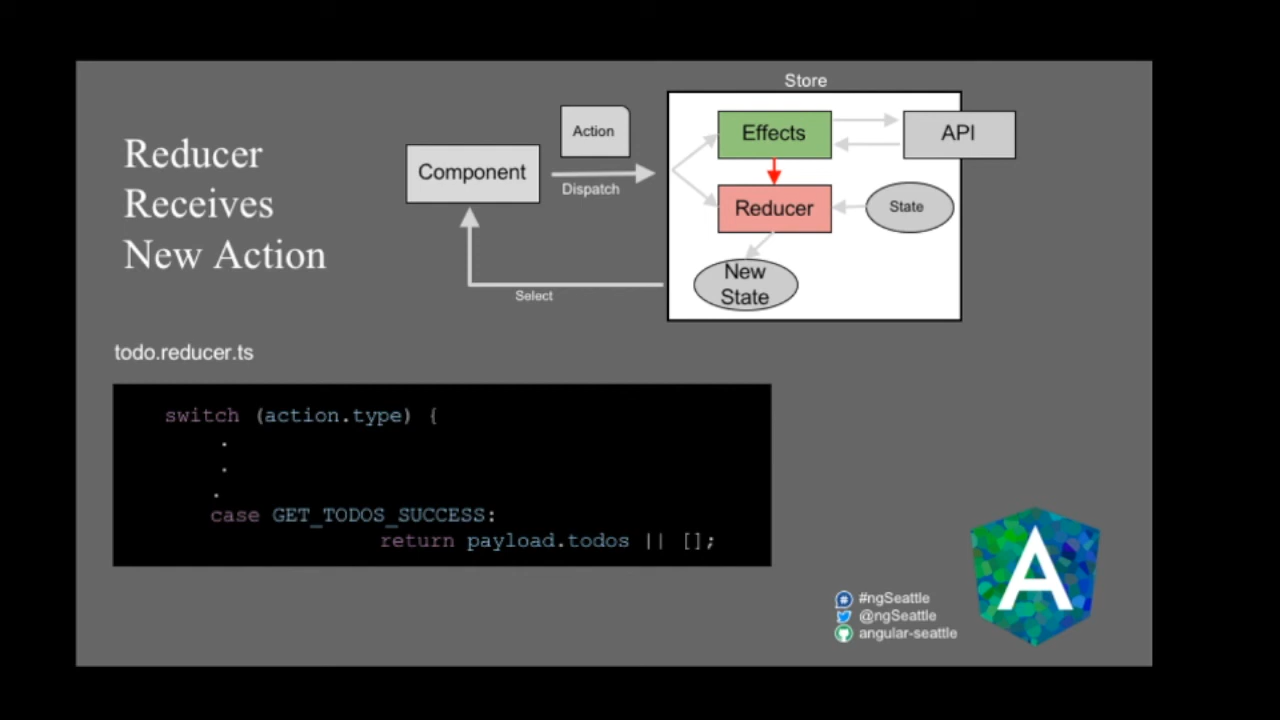 Store
Reducer
Receives
New Action
Component
Action
Dispatch
Effects
API
Reducer
State
New
State
Select
todo.reducer.ts
switch (action.type) {
.
.
.
case GET_TODOS_SUCCESS:
return payload.todos || [];
#ngSeattle
@ngSeattle
angular-seattle
A